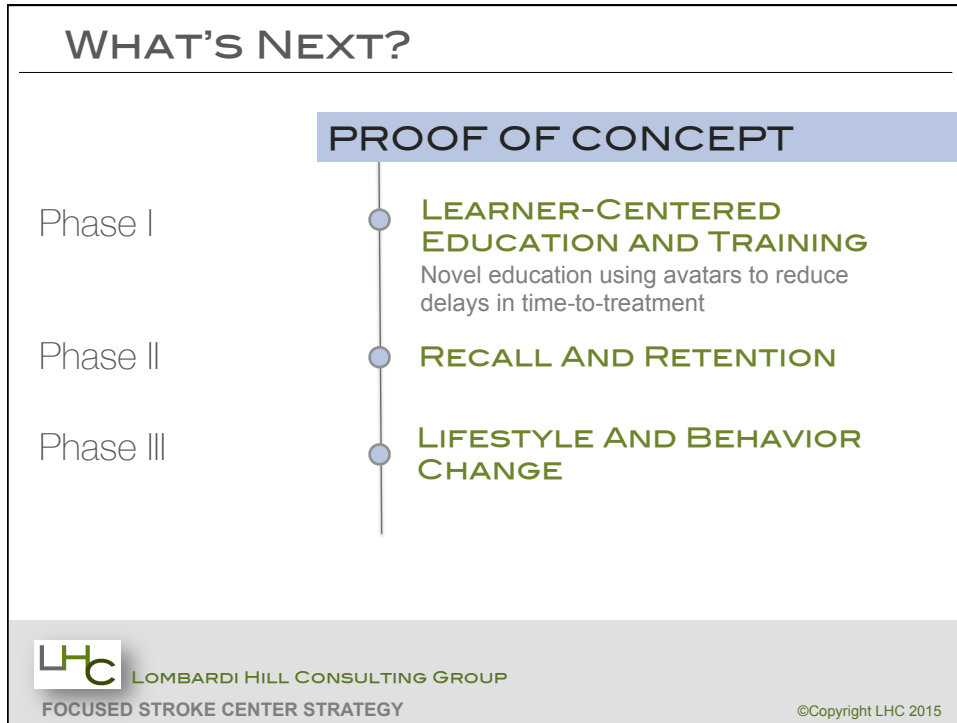 WHAT'S NEXT?
PROOF OF CONCEPT
Phase I
LEARNER-CENTERED
EDUCATION AND TRAINING
Novel education using avatars to reduce
delays in time-to-treatment
Phase II
RECALL AND RETENTION
Phase III
LIFESTYLE AND BEHAVIOR
CHANGE
LHC
LOMBARDI HILL CONSULTING GROUP
FOCUSED STROKE CENTER STRATEGY
©Copyright LHC 2015